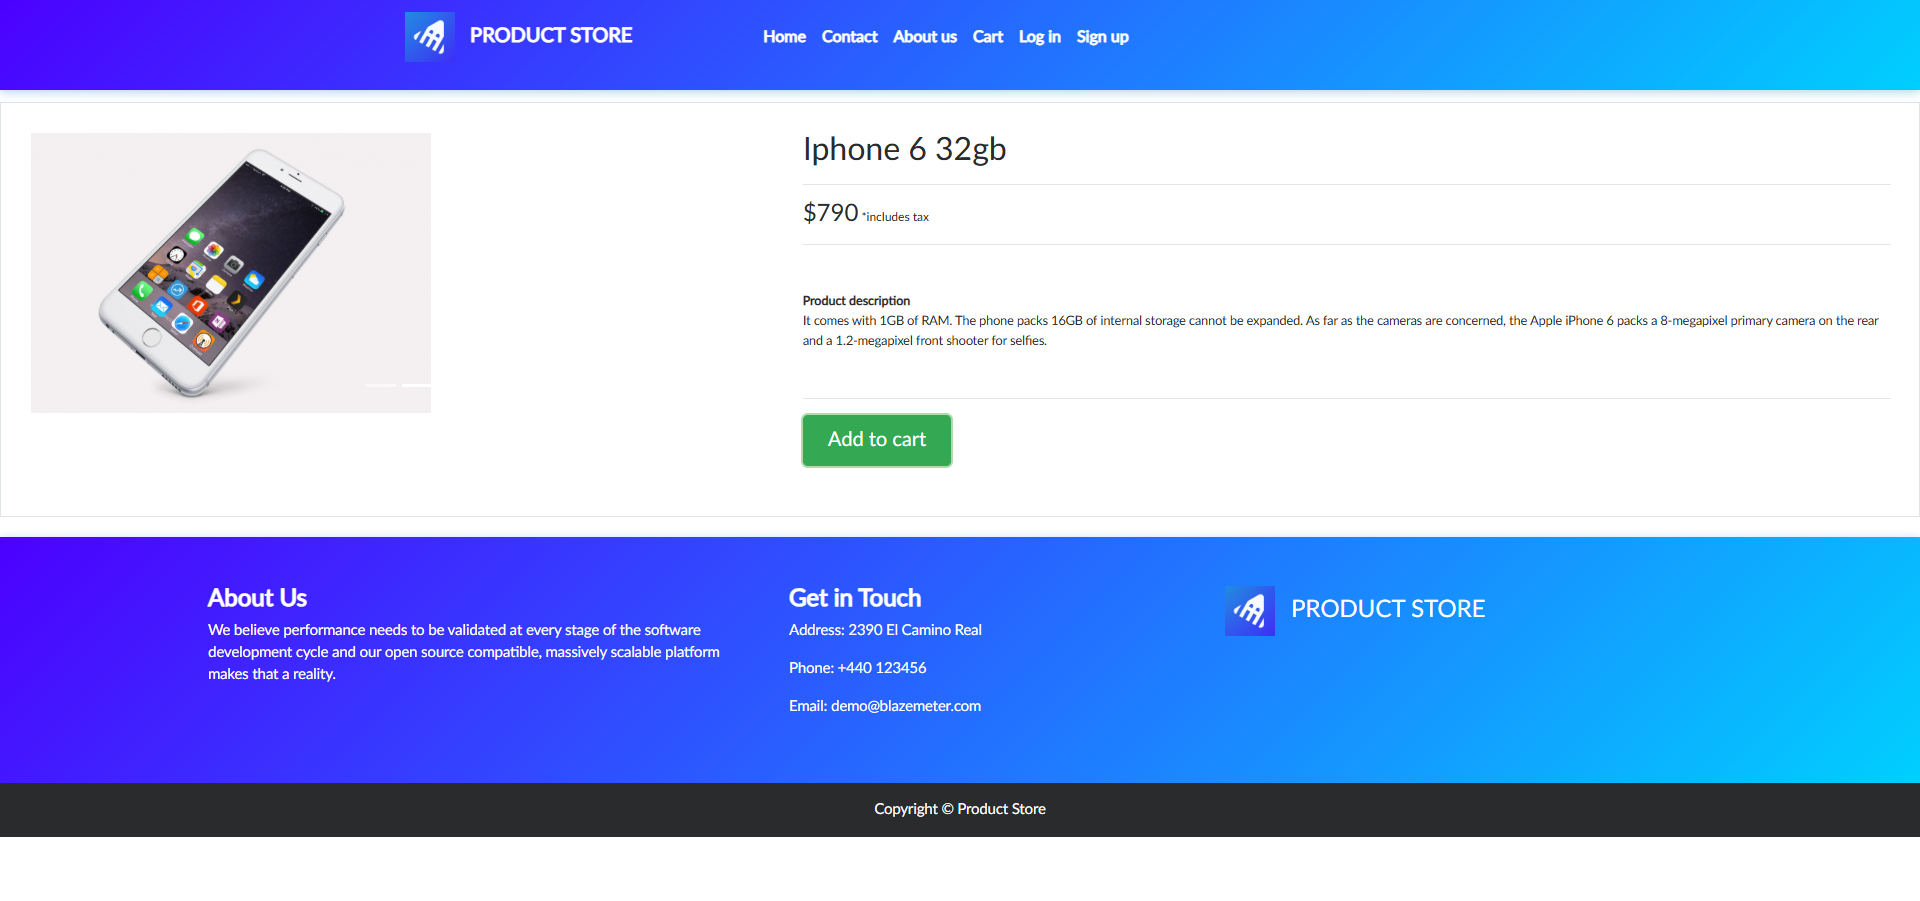 PRODUCT STORE
Home Contact About us Cart Log in Sign up
Iphone 6 32gb
$790 *includes tax
Product description
It comes with 1GB of RAM. The phone packs 16GB of internal storage cannot be expanded. As far as the cameras are concerned, the Apple iPhone 6 packs a 8-megapixel primary camera on the rear
and a 1.2-megapixel front shooter for selfies.
Add to cart
About Us
We believe performance needs to be validated at every stage of the software
development cycle and our open source compatible, massively scalable platform
makes that a reality.
Get in Touch
Address: 2390 El Camino Real
Phone: +440 123456
Email: demo@blazemeter.com
PRODUCT STORE
Copyright © Product Store